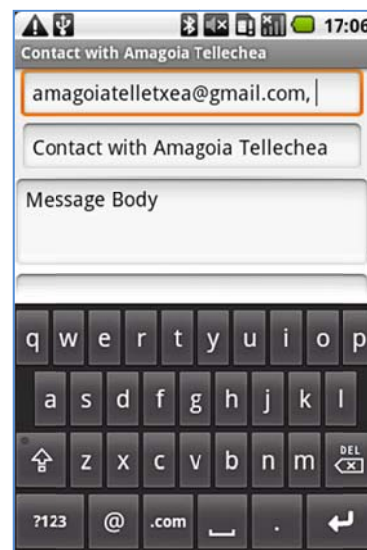 17:06
Contact with Amagoia Tellechea
amagoiatelletxea@gmail.com,
Contact with Amagoia Tellechea
Message Body
q w e r t y u i o p
a s d f g h j k l
z x c v b n m DEL
?123 @ .com .